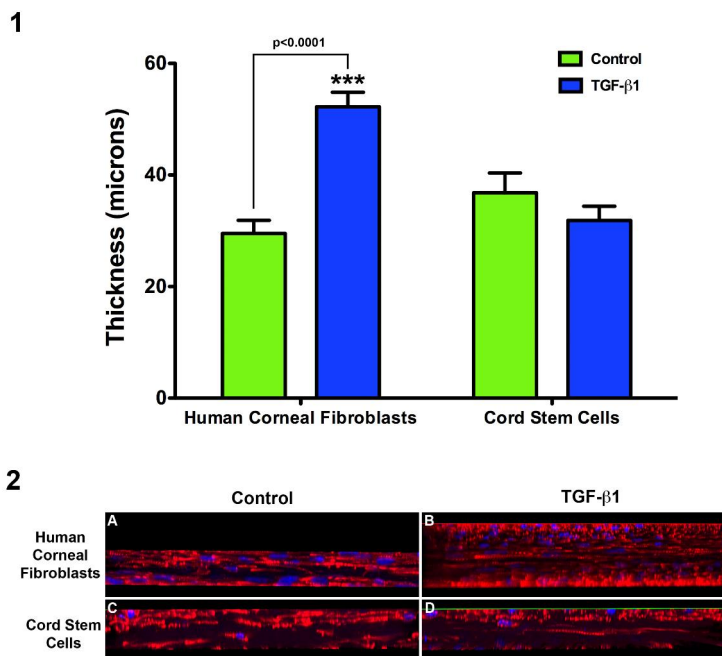 1
p<0.0001
***
Control
TGF-β1
60
40
20
0
Thickness (microns)
Human Corneal Fibroblasts
Cord Stem Cells
2
Control
TGF-β1
Human
Corneal
Fibroblasts
A
B
Cord Stem
Cells
C
D